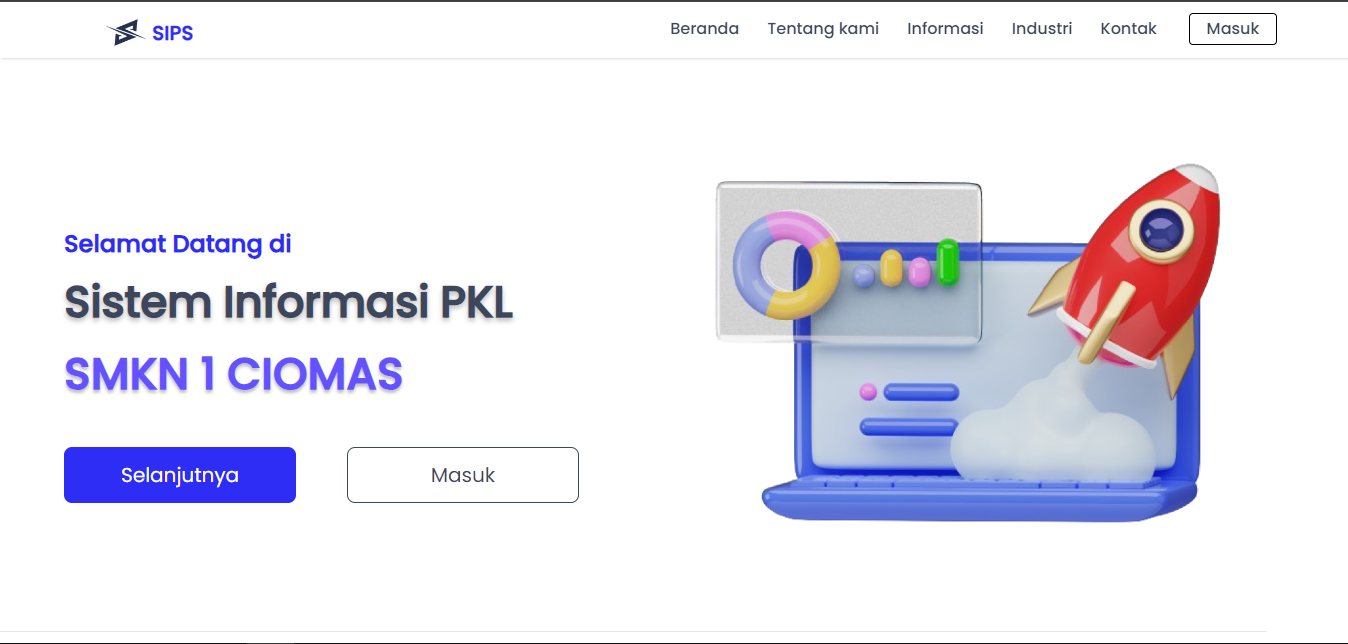 SIPS
Beranda Tentang kami Informasi Industri Kontak Masuk
Selamat Datang di
Sistem Informasi PKL
SMKN 1 CIOMAS
Selanjutnya Masuk